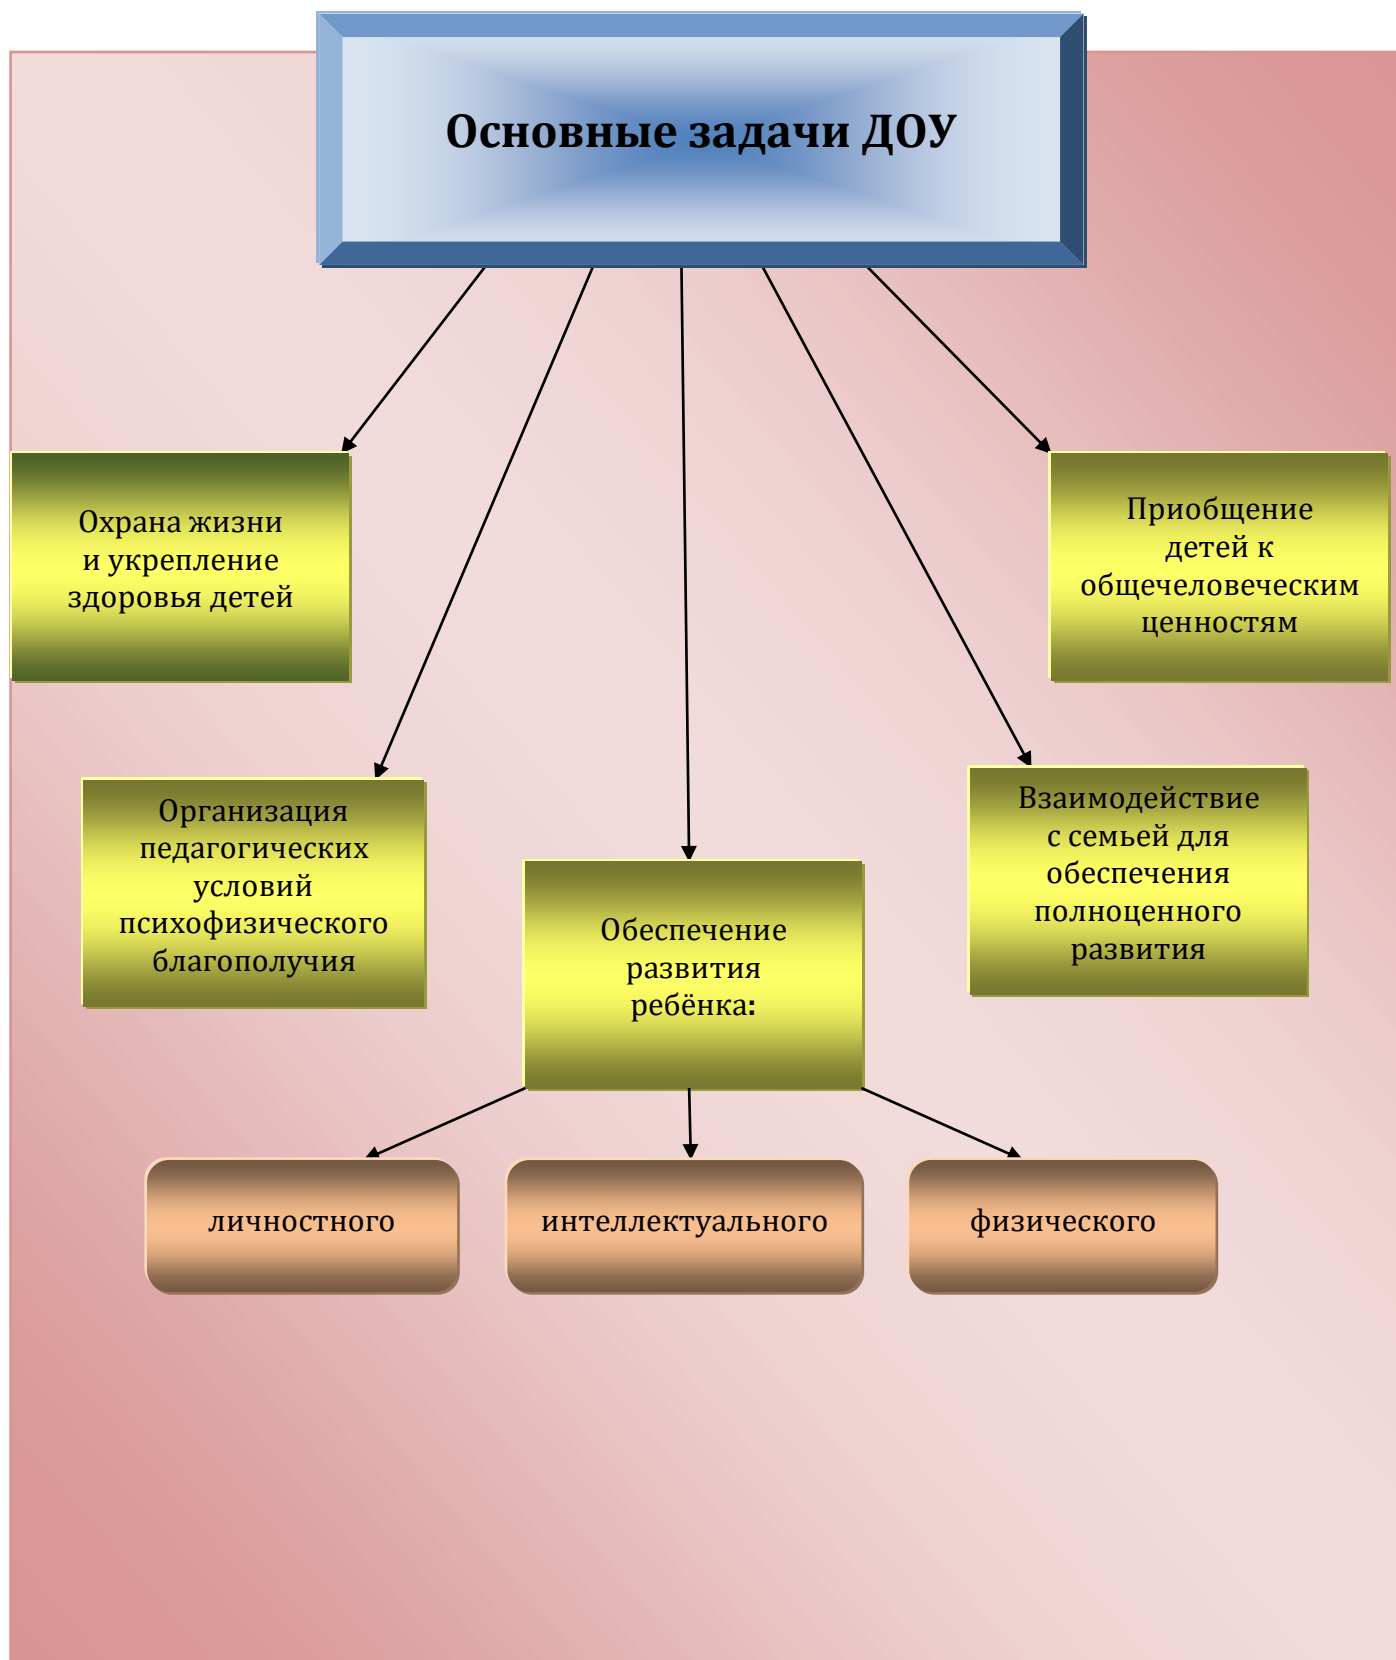 Основные задачи ДОУ
Охрана жизни
и укрепление
здоровья детей
Приобщение
детей к
общечеловеческим
ценностям
Организация
педагогических
условий
психофизического
благополучия
Взаимодействие
с семьей для
обеспечения
полноценного
развития
Обеспечение
развития
ребёнка:
личностного
интеллектуального
физического